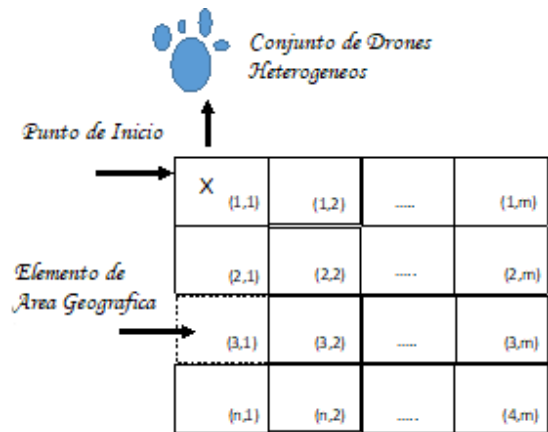 Conjunto de Drones
Heterogeneos
Punto de Inicio
X (1,1) (1,2) ..... (1,m)
(2,1) (2,2) ..... (2,m)
Elemento de
Area Geografica
(3,1) (3,2) ..... (3,m)
(n,1) (n,2) ..... (4,m)